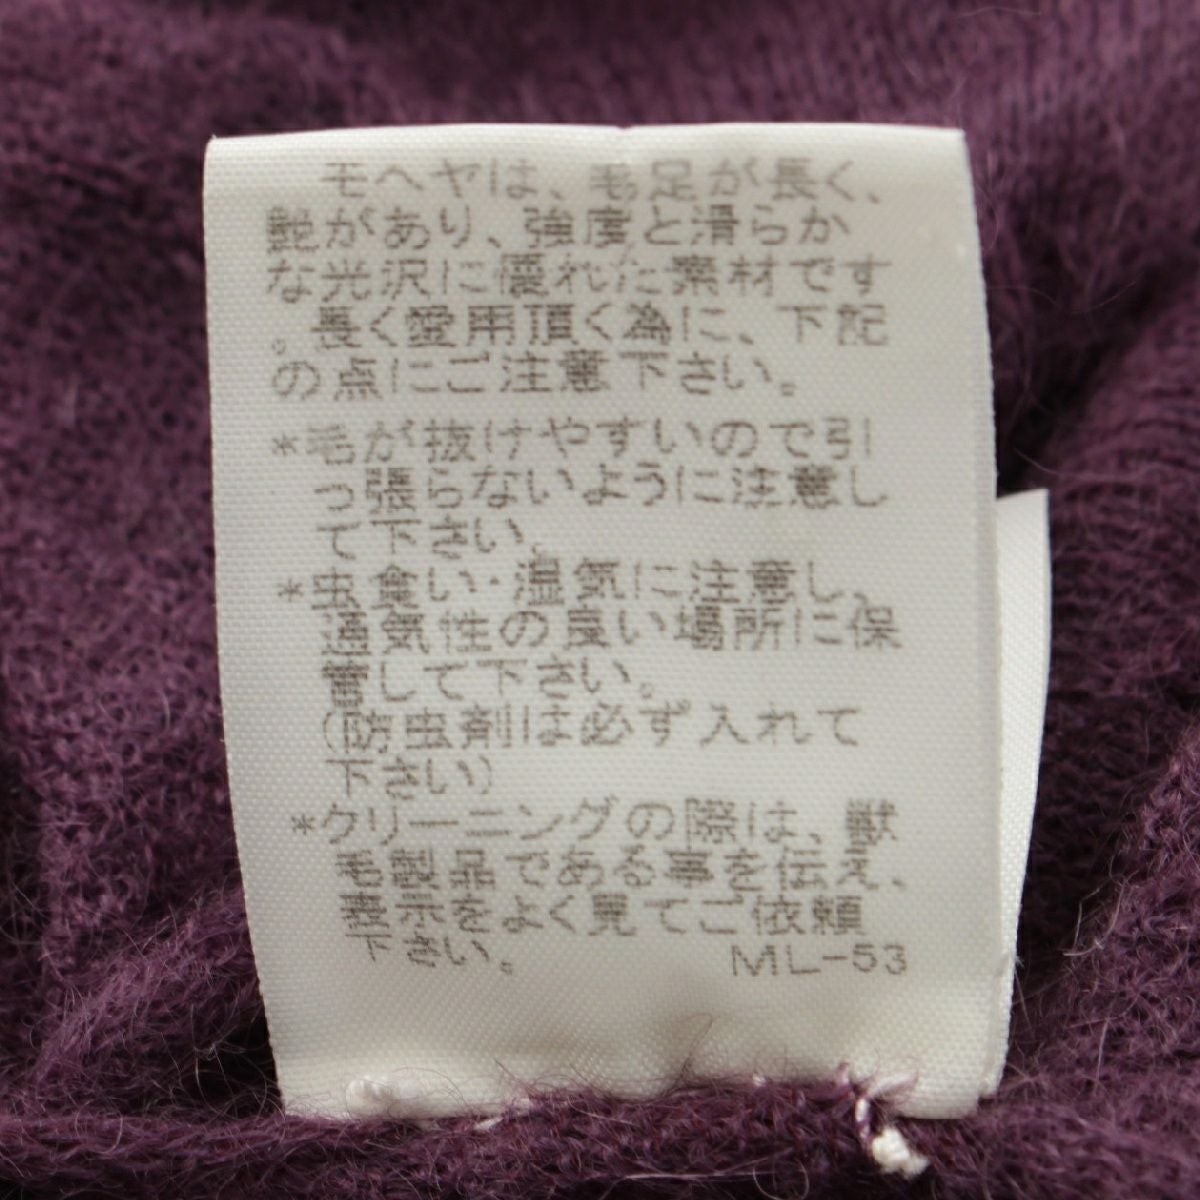 モヘヤは、毛足が長く、
艶があり、強度と滑らか
な光沢に優れた素材です
。長く愛用頂く為に、下記
の点にご注意下さい。
*毛が抜けやすいので引
っ張らないように注意し
て下さい。
*虫食い・湿気に注意し、
通気性の良い場所に保
管して下さい。
(防虫剤は必ず入れて
下さい)
*クリーニングの際は、獣
毛製品である事を伝え、
表示をよく見てご依頼
下さい。 ML-53